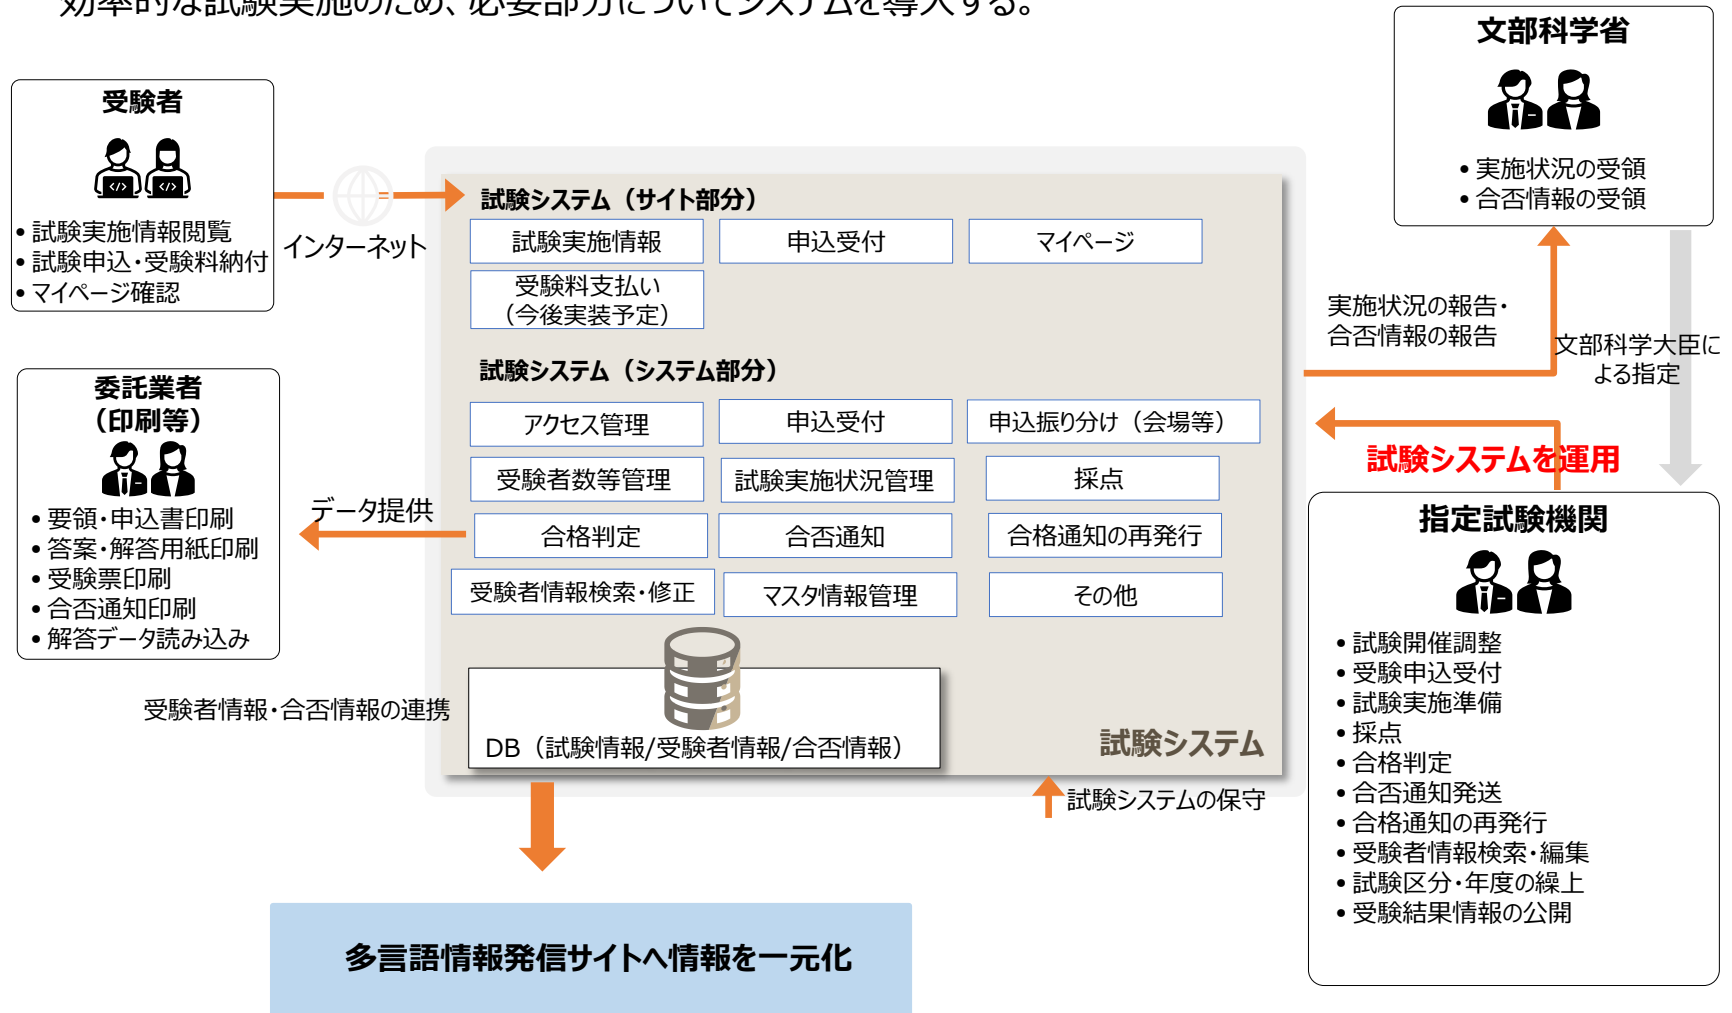 効率的な試験実施のため、必要部分についてシステムを導入する。
文部科学省
• 実施状況の受領
• 合否情報の受領
受験者
• 試験実施情報閲覧
• 試験申込・受験料納付
• マイページ確認
インターネット
試験システム（サイト部分）
試験実施情報
申込受付
マイページ
受験料支払い
（今後実装予定）
試験システム（システム部分）
アクセス管理
申込受付
申込振り分け（会場等）
受験者数等管理
試験実施状況管理
採点
合格判定
合否通知
合格通知の再発行
受験者情報検索・修正
マスタ情報管理
その他
DB（試験情報/受験者情報/合否情報）
試験システム
実施状況の報告・
合否情報の報告
文部科学大臣に
よる指定
試験システムを運用
委託業者
（印刷等）
• 要領・申込書印刷
• 答案・解答用紙印刷
• 受験票印刷
• 合否通知印刷
• 解答データ読み込み
データ提供
受験者情報・合否情報の連携
試験システムの保守
指定試験機関
• 試験開催調整
• 受験申込受付
• 試験実施準備
• 採点
• 合格判定
• 合否通知発送
• 合格通知の再発行
• 受験者情報検索・編集
• 試験区分・年度の繰上
• 受験結果情報の公開
多言語情報発信サイトへ情報を一元化